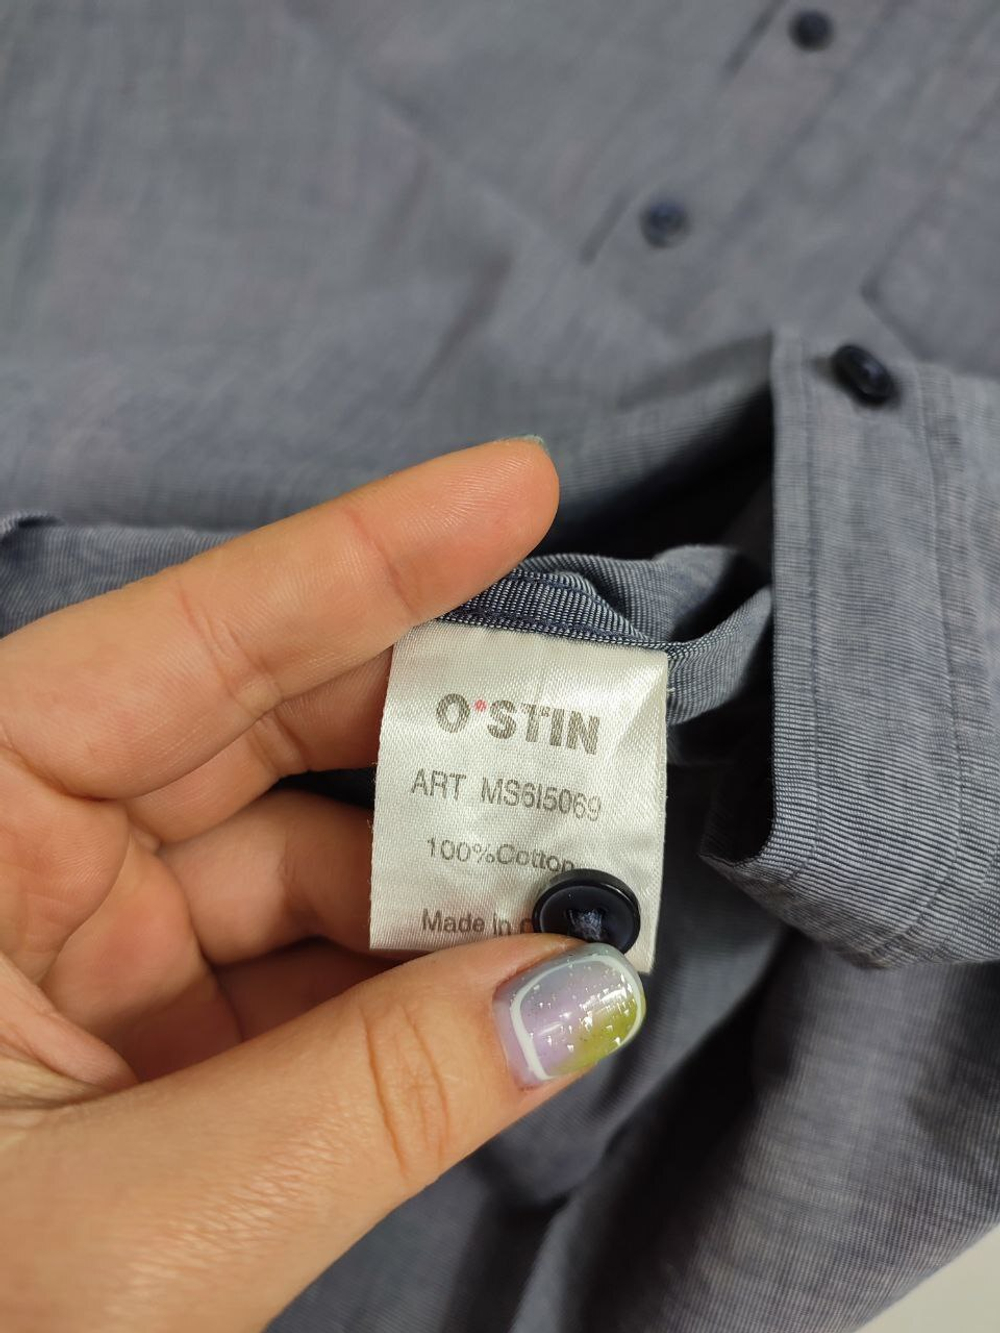 O'STIN
ART MS6I5069
100%Cotton
Made in